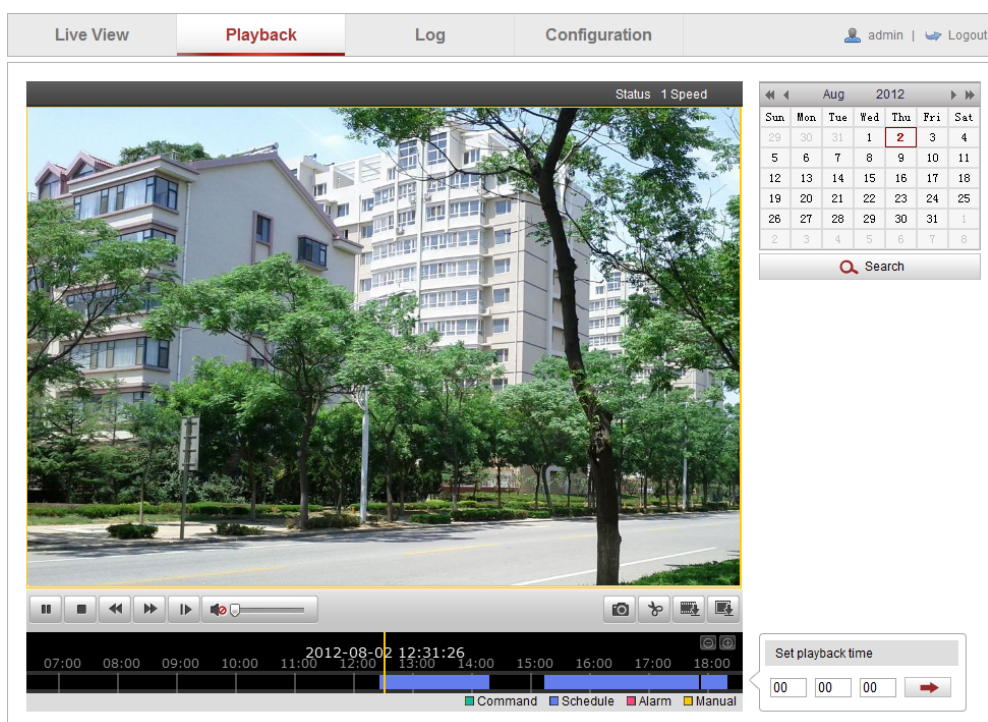 Live View Playback Log Configuration admin | Logout
Status 1 Speed
Aug 2012
Sun Mon Tue Wed Thu Fri Sat
29 30 31 1 2 3 4
5 6 7 8 9 10 11
12 13 14 15 16 17 18
19 20 21 22 23 24 25
26 27 28 29 30 31 1
2 3 4 5 6 7 8
Search
2012-08-02 12:31:26
07:00 08:00 09:00 10:00 11:00 12:00 13:00 14:00 15:00 16:00 17:00 18:00
Command Schedule Alarm Manual
Set playback time
00 00 00